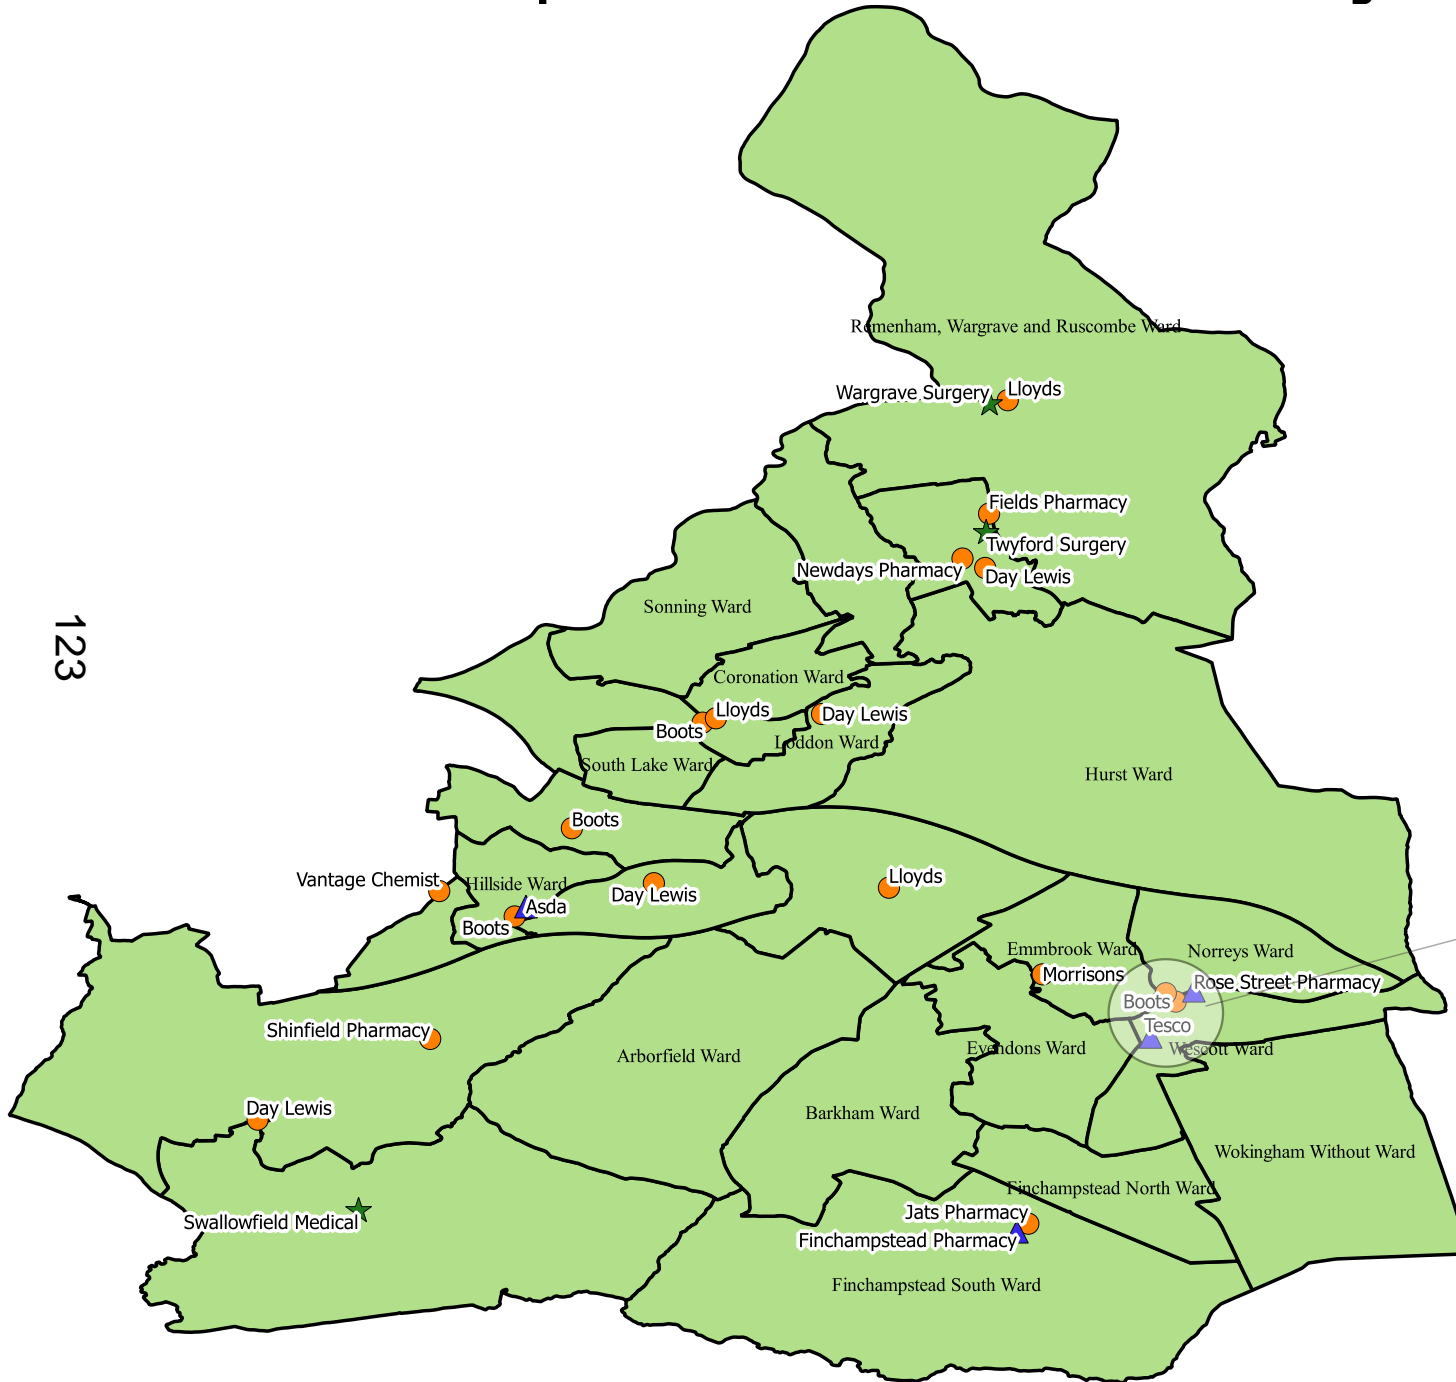 Remenham, Wargrave and Ruscombe Ward
Wargrave Surgery
Lloyds
Fields Pharmacy
Twyford Surgery
Newdays Pharmacy
Day Lewis
Sonning Ward
123
Coronation Ward
Lloyds
Boots
Day Lewis
Loddon Ward
South Lake Ward
Hurst Ward
Boots
Vantage Chemist
Hillside Ward
Asda
Boots
Day Lewis
Lloyds
Emmbrook Ward
Norreys Ward
Morrisons
Rose Street Pharmacy
Boots
Tesco
Wescott Ward
Shinfield Pharmacy
Arborfield Ward
Evendons Ward
Day Lewis
Barkham Ward
Wokingham Without Ward
Finchampstead North Ward
Swallowfield Medical
Jats Pharmacy
Finchampstead Pharmacy
Finchampstead South Ward